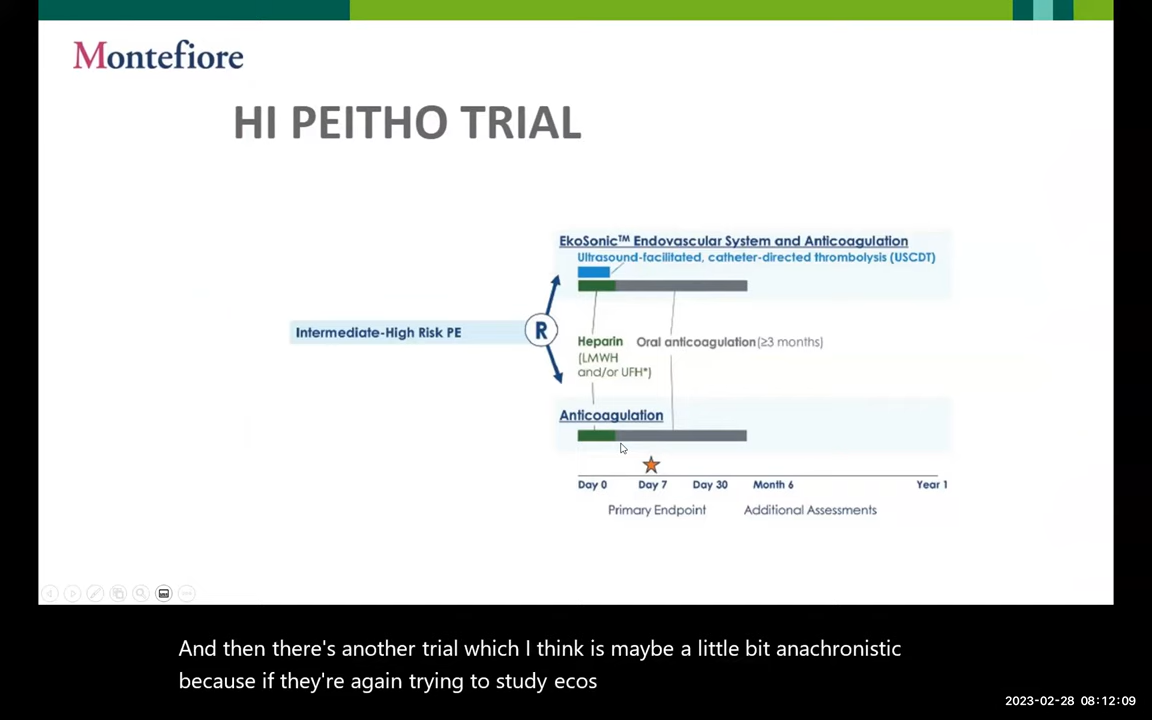 Montefiore
HI PEITHO TRIAL
EkoSonic™ Endovascular System and Anticoagulation
Ultrasound-facilitated, catheter-directed thrombolysis (USCDT)
Intermediate-High Risk PE
R
Heparin Oral anticoagulation (≥3 months)
(LMWH
and/or UFH*)
Anticoagulation
Day 0 Day 7 Day 30 Month 6 Year 1
Primary Endpoint Additional Assessments
And then there's another trial which I think is maybe a little bit anachronistic
because if they're again trying to study ecos
2023-02-28 08:12:09